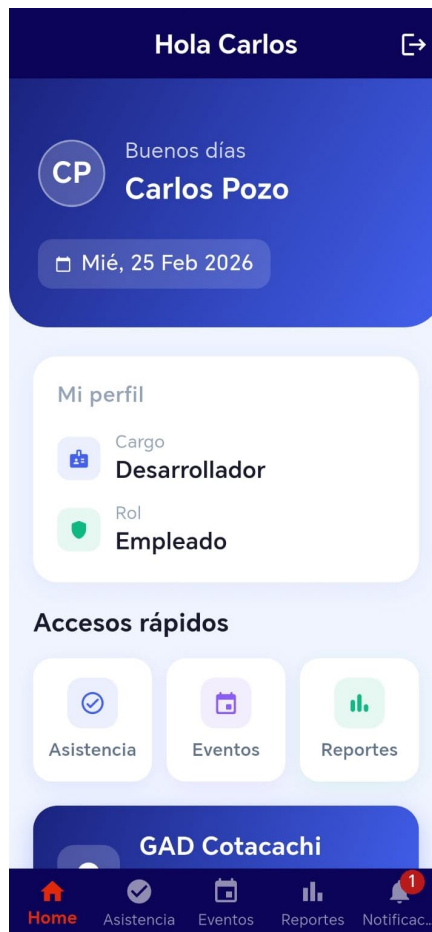 Hola Carlos
CP
Buenos días
Carlos Pozo
Mié, 25 Feb 2026
Mi perfil
Cargo
Desarrollador
Rol
Empleado
Accesos rápidos
Asistencia Eventos Reportes
GAD Cotacachi
1
Home Asistencia Eventos Reportes Notificac...